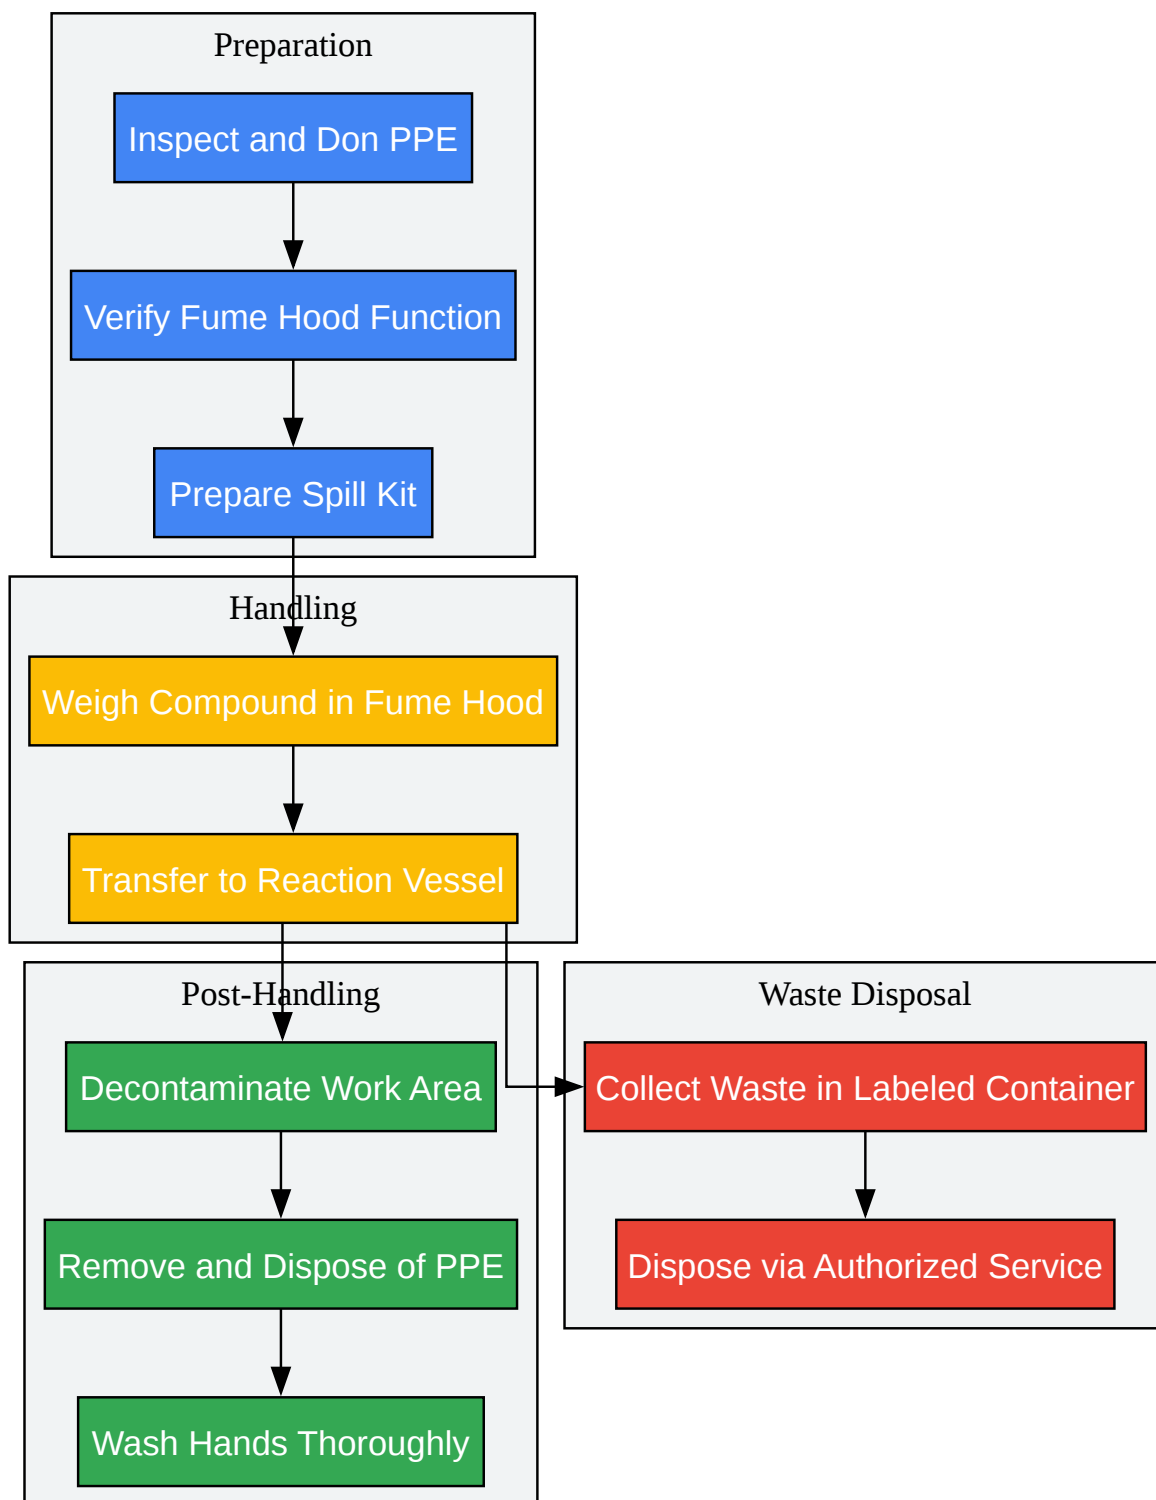 Preparation
Inspect and Don PPE
Verify Fume Hood Function
Prepare Spill Kit
Handling
Weigh Compound in Fume Hood
Transfer to Reaction Vessel
Post-Handling
Decontaminate Work Area
Remove and Dispose of PPE
Wash Hands Thoroughly
Waste Disposal
Collect Waste in Labeled Container
Dispose via Authorized Service